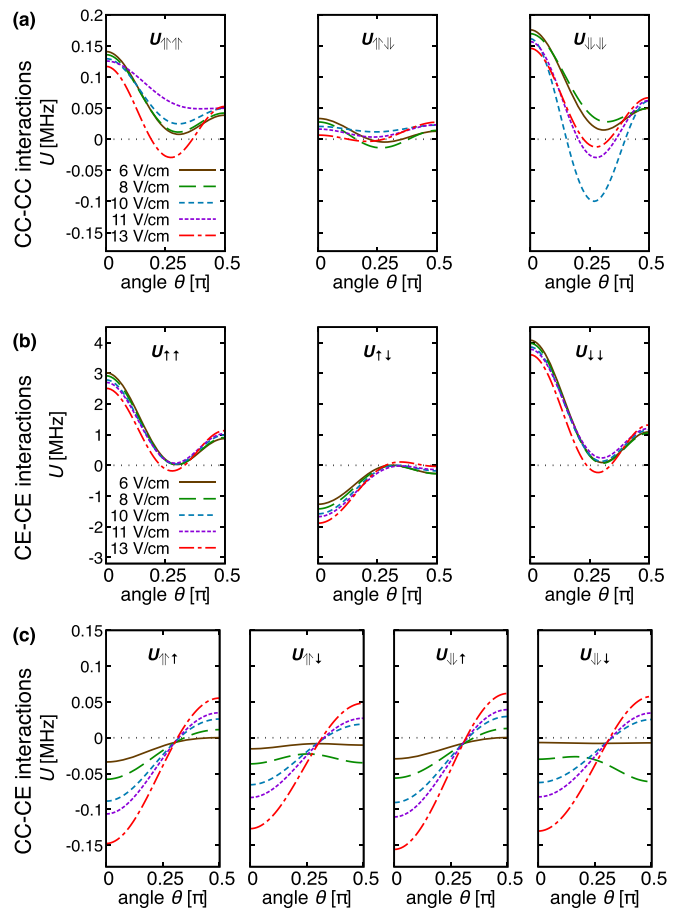 (a)
CC-CC interactions
U [MHz]
0.2
0.15
0.1
0.05
0
-0.05
-0.1
-0.15
U⥮⥮
U⥮⥯
U⥯⥯
6 V/cm
8 V/cm
10 V/cm
11 V/cm
13 V/cm
0 0.25 0.5
0 0.25 0.5
0 0.25 0.5
angle θ [π]
angle θ [π]
angle θ [π]
(b)
CE-CE interactions
U [MHz]
4
3
2
1
0
-1
-2
-3
U↑↑
U↑↓
U↓↓
6 V/cm
8 V/cm
10 V/cm
11 V/cm
13 V/cm
0 0.25 0.5
0 0.25 0.5
0 0.25 0.5
angle θ [π]
angle θ [π]
angle θ [π]
(c)
CC-CE interactions
U [MHz]
0.15
0.1
0.05
0
-0.05
-0.1
-0.15
U⥮↑
U⥮↓
U⥯↑
U⥯↓
0 0.25 0.5
0 0.25 0.5
0 0.25 0.5
0 0.25 0.5
angle θ [π]
angle θ [π]
angle θ [π]
angle θ [π]